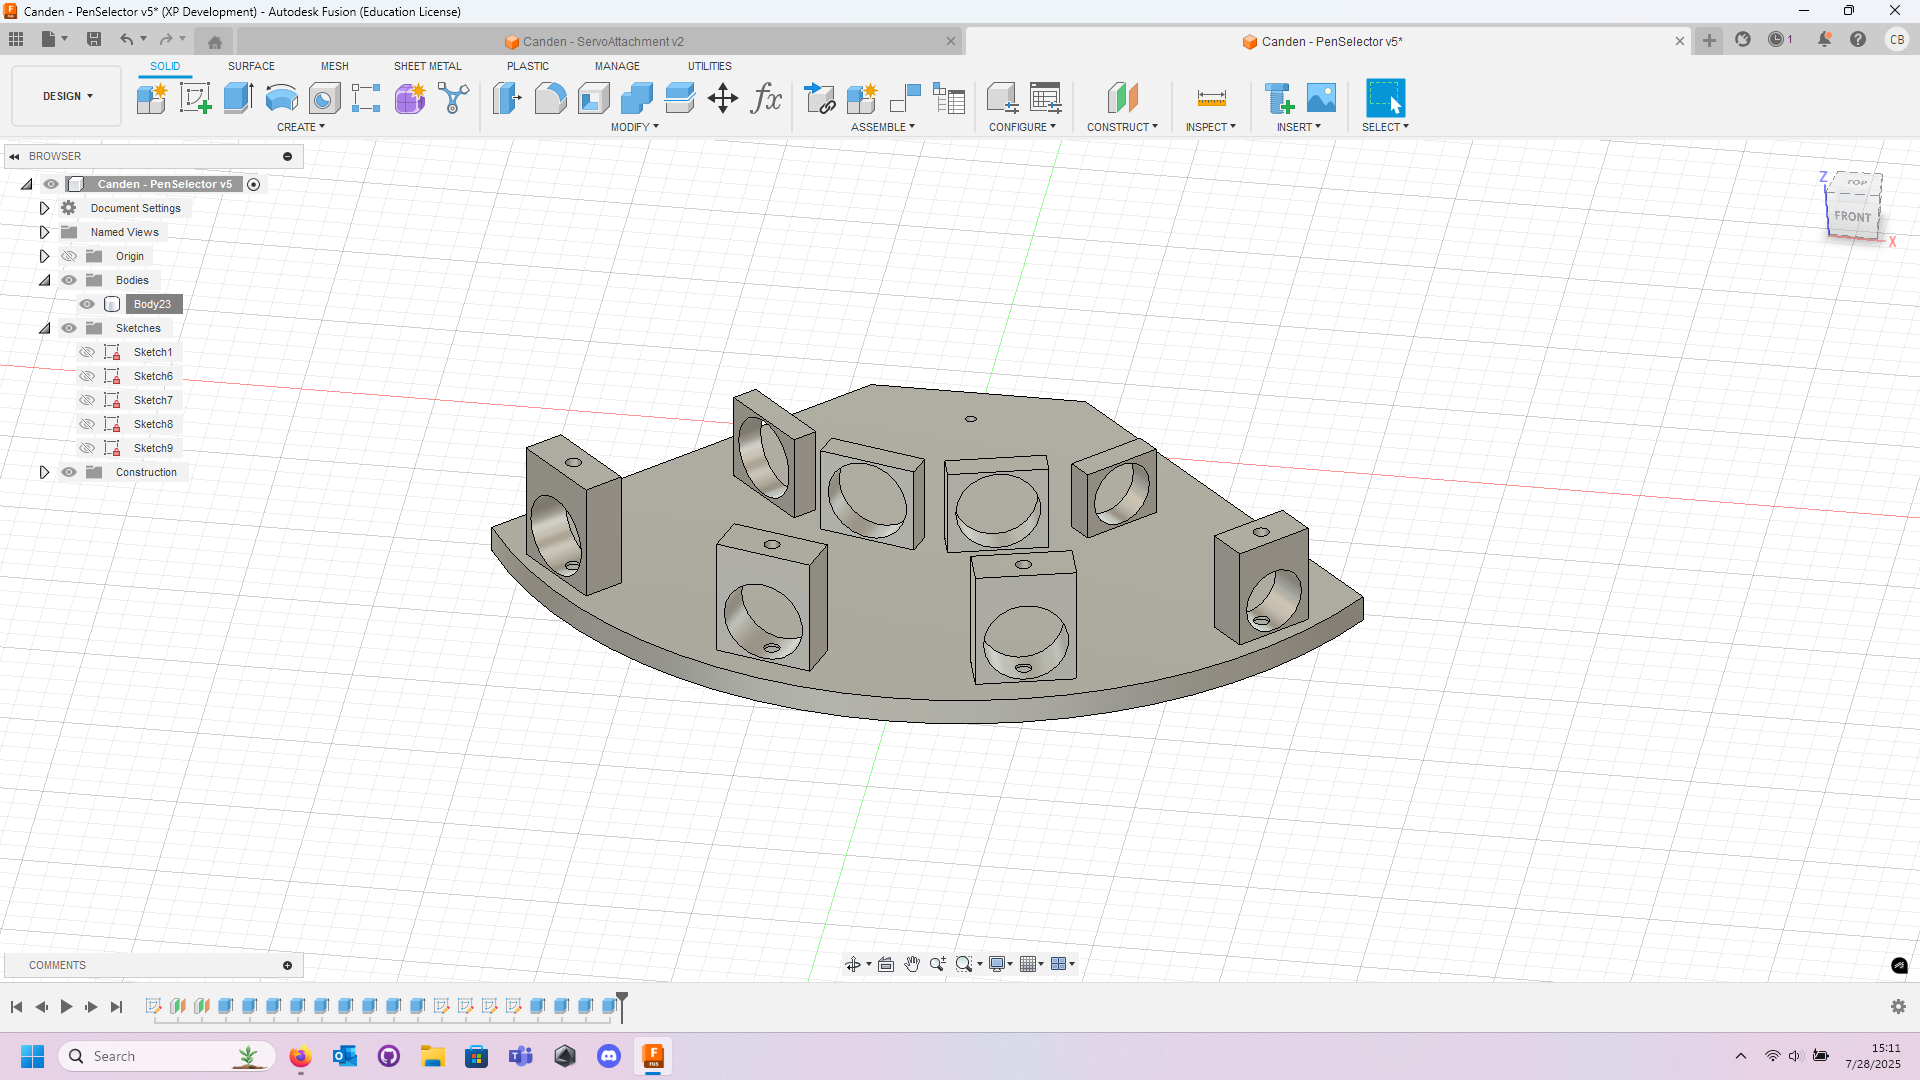 Canden - PenSelector v5* (XP Development) - Autodesk Fusion (Education License)
Canden - ServoAttachment v2
Canden - PenSelector v5*
1
CB
DESIGN
SOLID
SURFACE
MESH
SHEET METAL
PLASTIC
MANAGE
UTILITIES
fx
CREATE
MODIFY
ASSEMBLE
CONFIGURE
CONSTRUCT
INSPECT
INSERT
SELECT
BROWSER
Canden - PenSelector v5
Document Settings
Named Views
Origin
Bodies
Body23
Sketches
Sketch1
Sketch6
Sketch7
Sketch8
Sketch9
Construction
Z
TOP
FRONT
X
COMMENTS
Search
F
FUS
15:11
7/28/2025